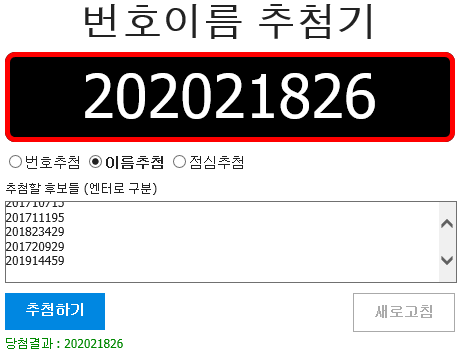 번호이름 추첨기
202021826
번호추첨 이름추첨 점심추첨
추첨할 후보들 (엔터로 구분)
201710715
201711195
201823429
201720929
201914459
추첨하기 새로고침
당첨결과 : 202021826